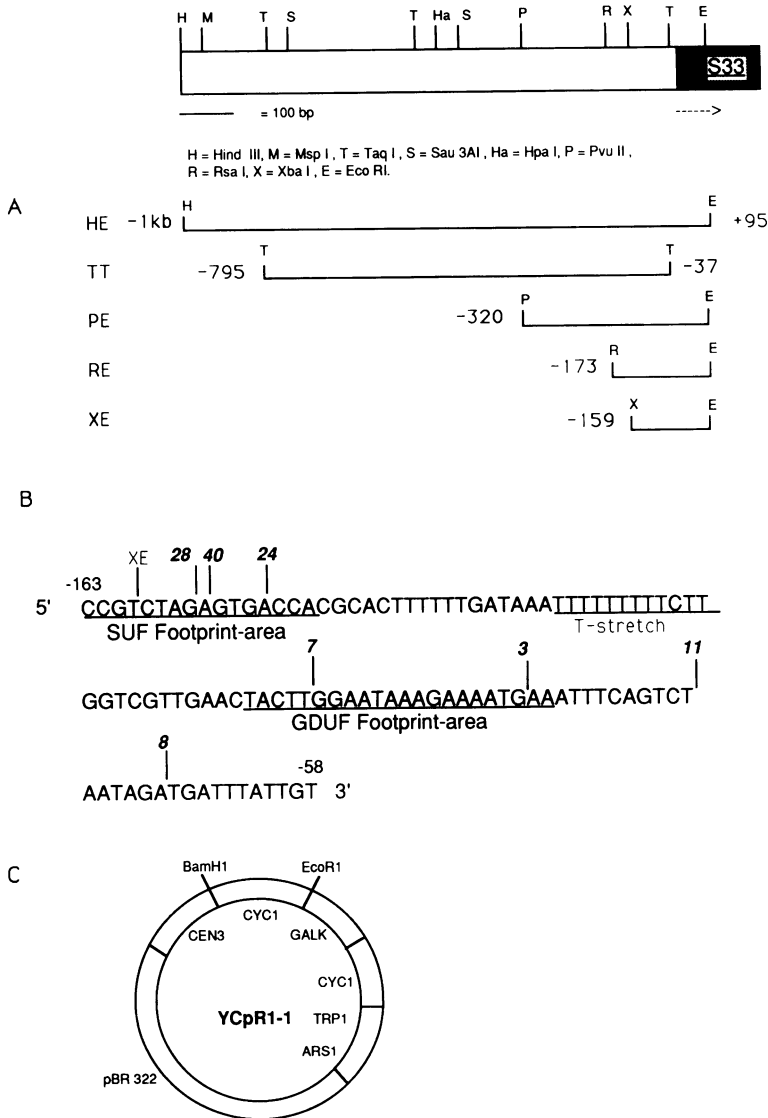 H M T S T Ha S P R X T E
S33
= 100 bp
H = Hind III, M = Msp I , T = Taq I , S = Sau 3AI , Ha = Hpa I, P = Pvu II ,
R = Rsa I, X = Xba I , E = Eco RI.
A
H E
HE -1kb +95
T T
TT -795 -37
P E
PE -320
R E
RE -173
X E
XE -159
B
XE 28 40 24
-163
5' CCGTCTAGAGTGACCACGCACTTTTTTGATAAATTTTTTTTTCTT
SUF Footprint-area T-stretch
7 3 11
GGTCGTTGAACTACTTGGAATAAAGAAAATGAAATTTCAGTCT
GDUF Footprint-area
8 -58
AATAGATGATTTATTGT 3'
C
BamH1 EcoR1
CYC1
CEN3 GALK
CYC1
YCpR1-1 TRP1
ARS1
pBR 322